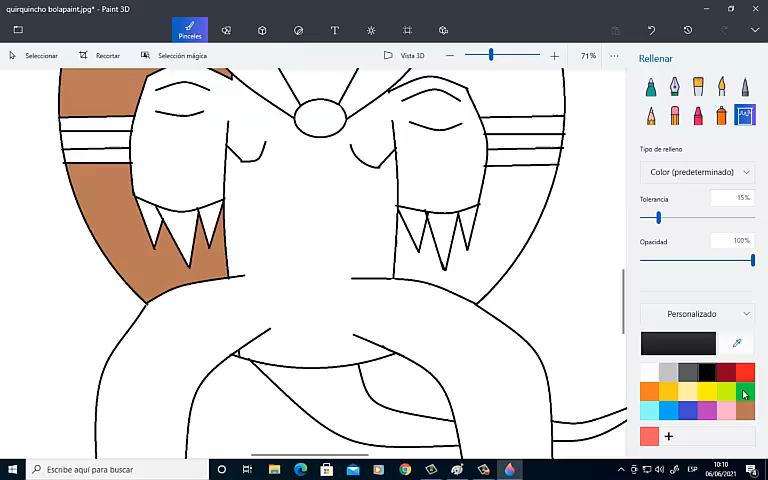 quirquincho bolapaint.jpg* - Paint 3D
Pinceles
T
Seleccionar
Recortar
Selección mágica
Vista 3D
71%
Rellenar
Tipo de relleno
Color (predeterminado)
Tolerancia
15%
Opacidad
100%
Personalizado
+
Escribe aquí para buscar
ESP
10:10
06/06/2021
4